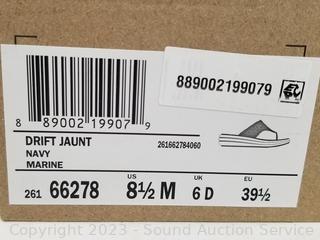 889002199079
8 89002 19907 9
DRIFT JAUNT
NAVY
MARINE
261662784060
261 66278
US
8½ M
UK
6 D
EU
39½
Copyright 2023 - Sound Auction Service